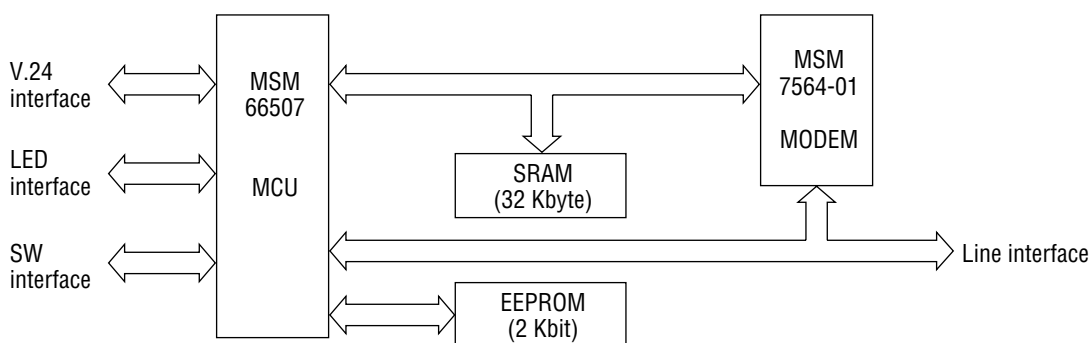 V.24
interface
LED
interface
SW
interface
MSM
66507
MCU
SRAM
(32 Kbyte)
EEPROM
(2 Kbit)
MSM
7564-01
MODEM
Line interface